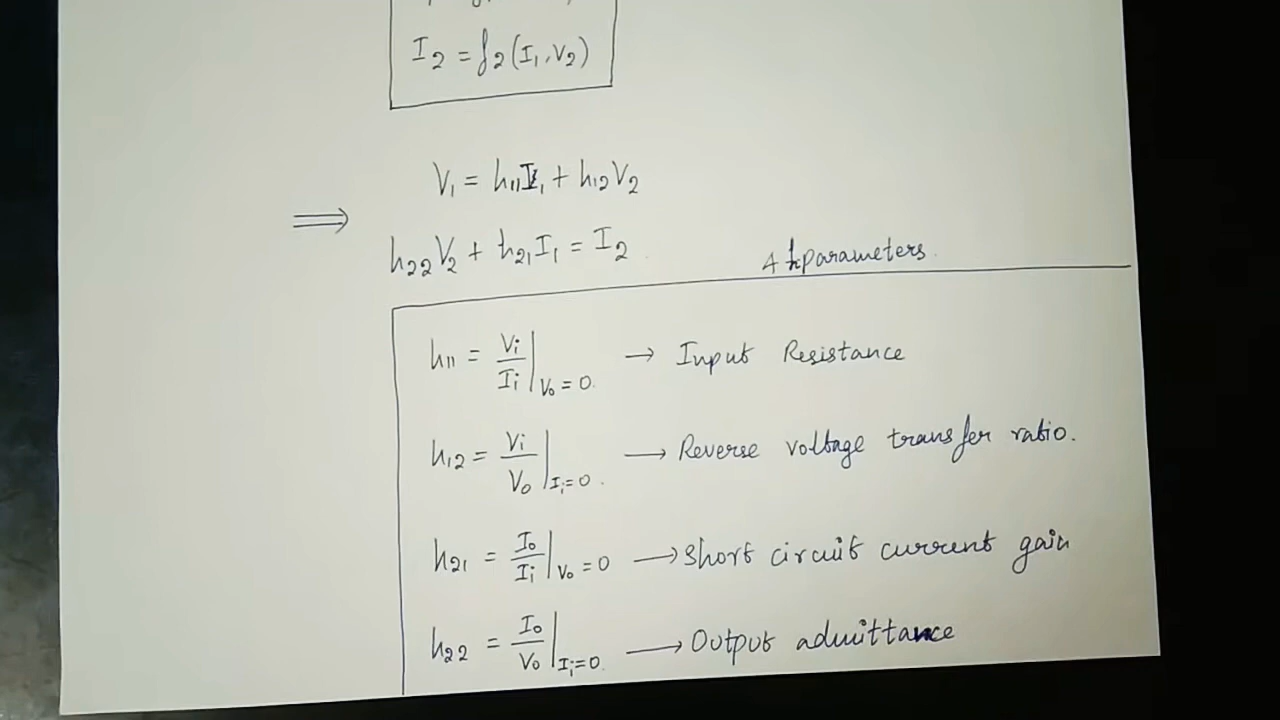 I2 = f2(I1, V2)
V1 = h11I1 + h12V2
⟹
h22V2 + h21I1 = I2
4 h parameters.
h11 = Vi/Ii |Vo = 0. → Input Resistance
h12 = Vi/Vo |Ii=0. → Reverse voltage transfer ratio.
h21 = Io/Ii |Vo = 0 → Short circuit current gain
h22 = Io/Vo |Ii=0. → Output admittance